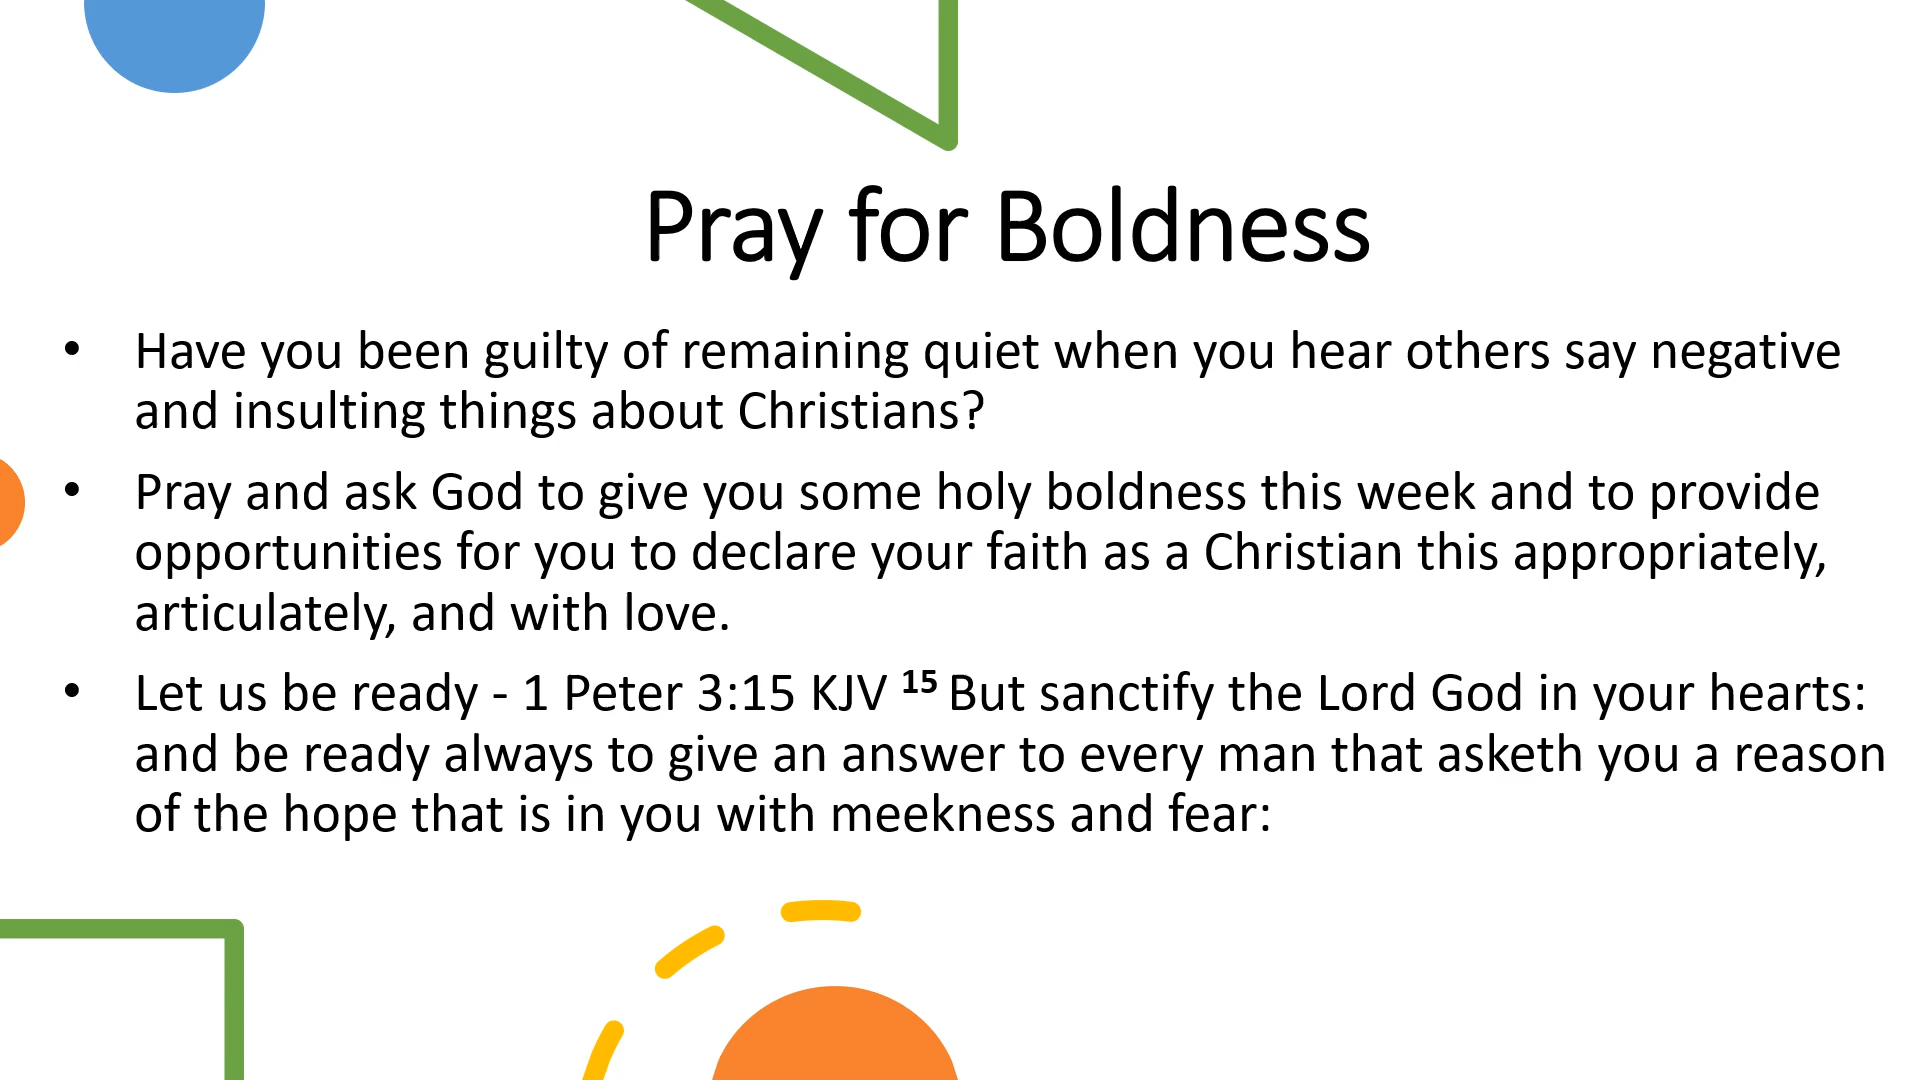 Pray for Boldness
• Have you been guilty of remaining quiet when you hear others say negative
and insulting things about Christians?
• Pray and ask God to give you some holy boldness this week and to provide
opportunities for you to declare your faith as a Christian this appropriately,
articulately, and with love.
• Let us be ready - 1 Peter 3:15 KJV 15 But sanctify the Lord God in your hearts:
and be ready always to give an answer to every man that asketh you a reason
of the hope that is in you with meekness and fear: